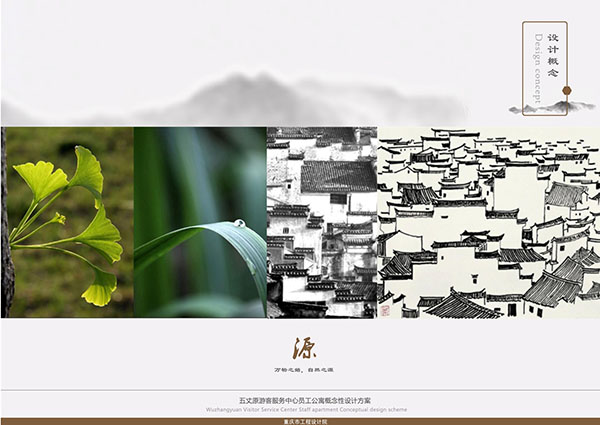 设计概念
Design concept
源
万物之始，自然之源
五丈原游客服务中心员工公寓概念性设计方案
Wuzhangyuan Visitor Service Center Staff apartment Conceptual design scheme
重庆市工程设计院